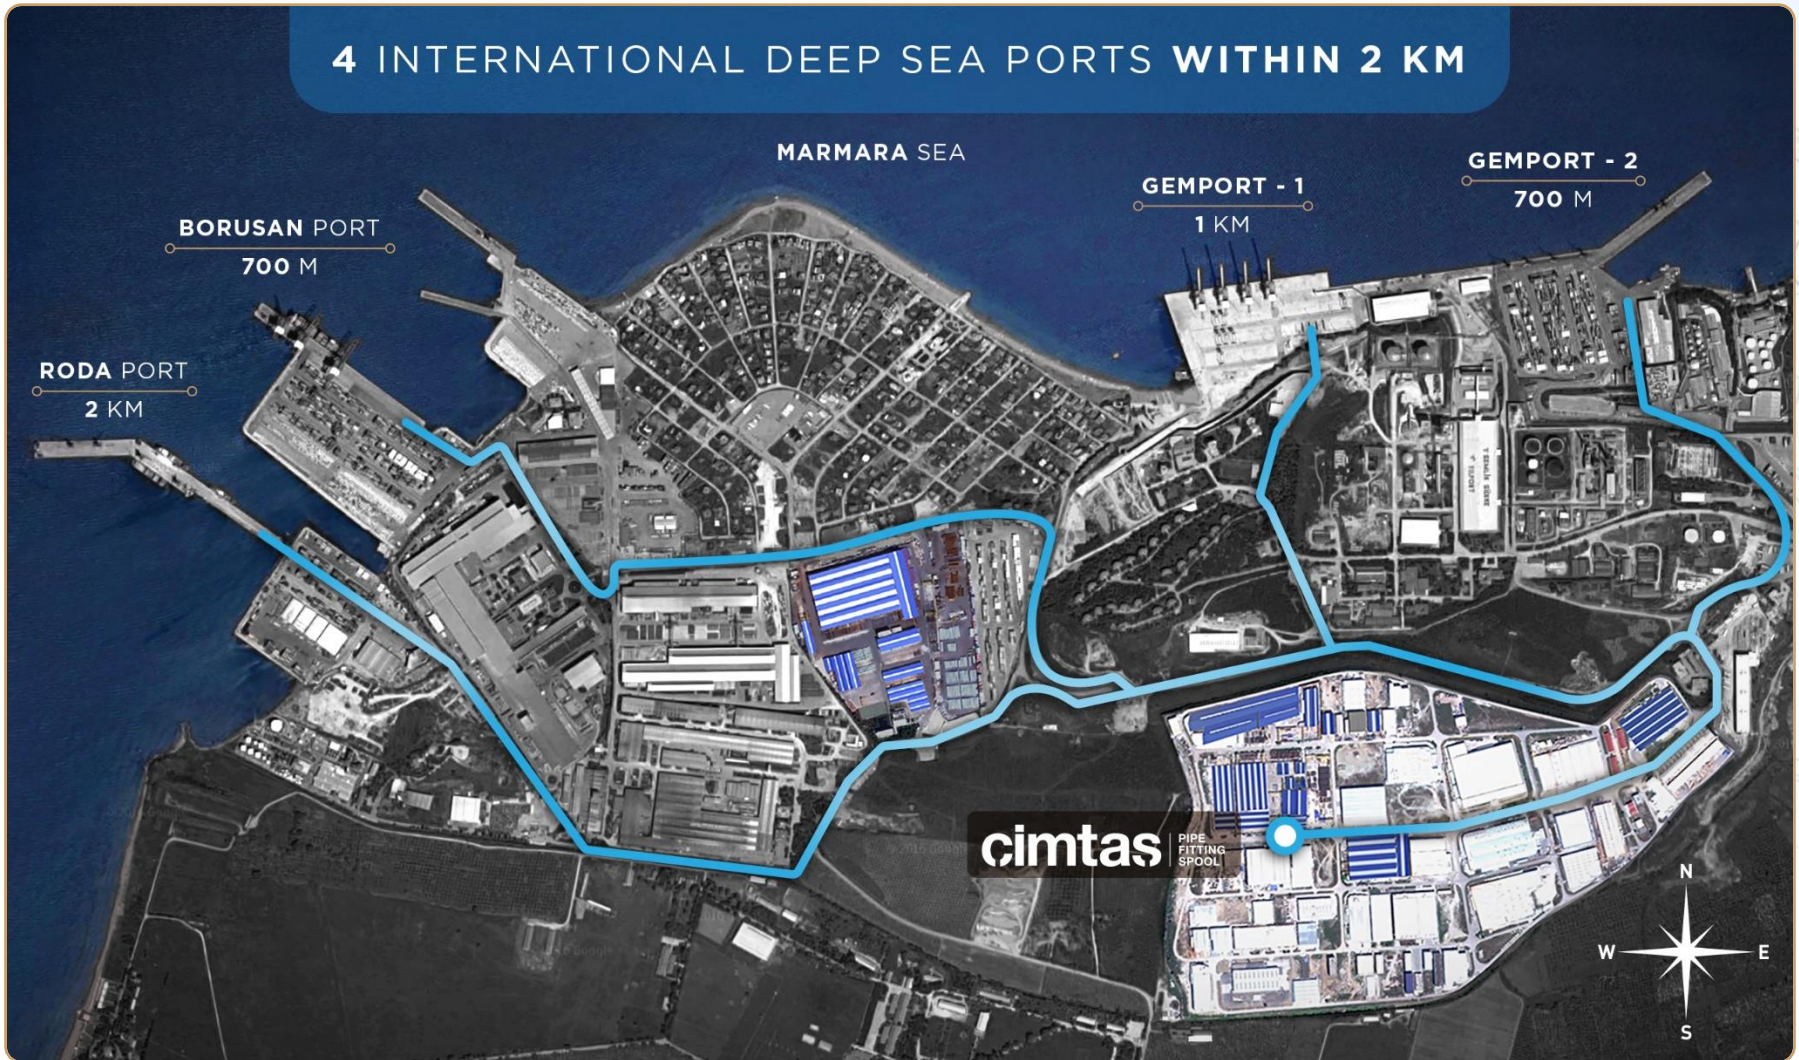 4 INTERNATIONAL DEEP SEA PORTS WITHIN 2 KM
MARMARA SEA
GEMPORT - 2
700 M
GEMPORT - 1
1 KM
BORUSAN PORT
700 M
RODA PORT
2 KM
cimtas
PIPE
FITTING
SPOOL
N
W
E
S